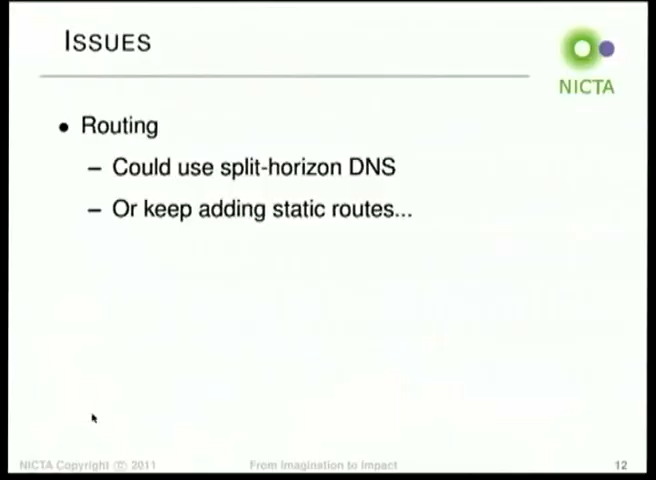 ISSUES
NICTA
• Routing
– Could use split-horizon DNS
– Or keep adding static routes...
NICTA Copyright © 2011
From Imagination to Impact
12